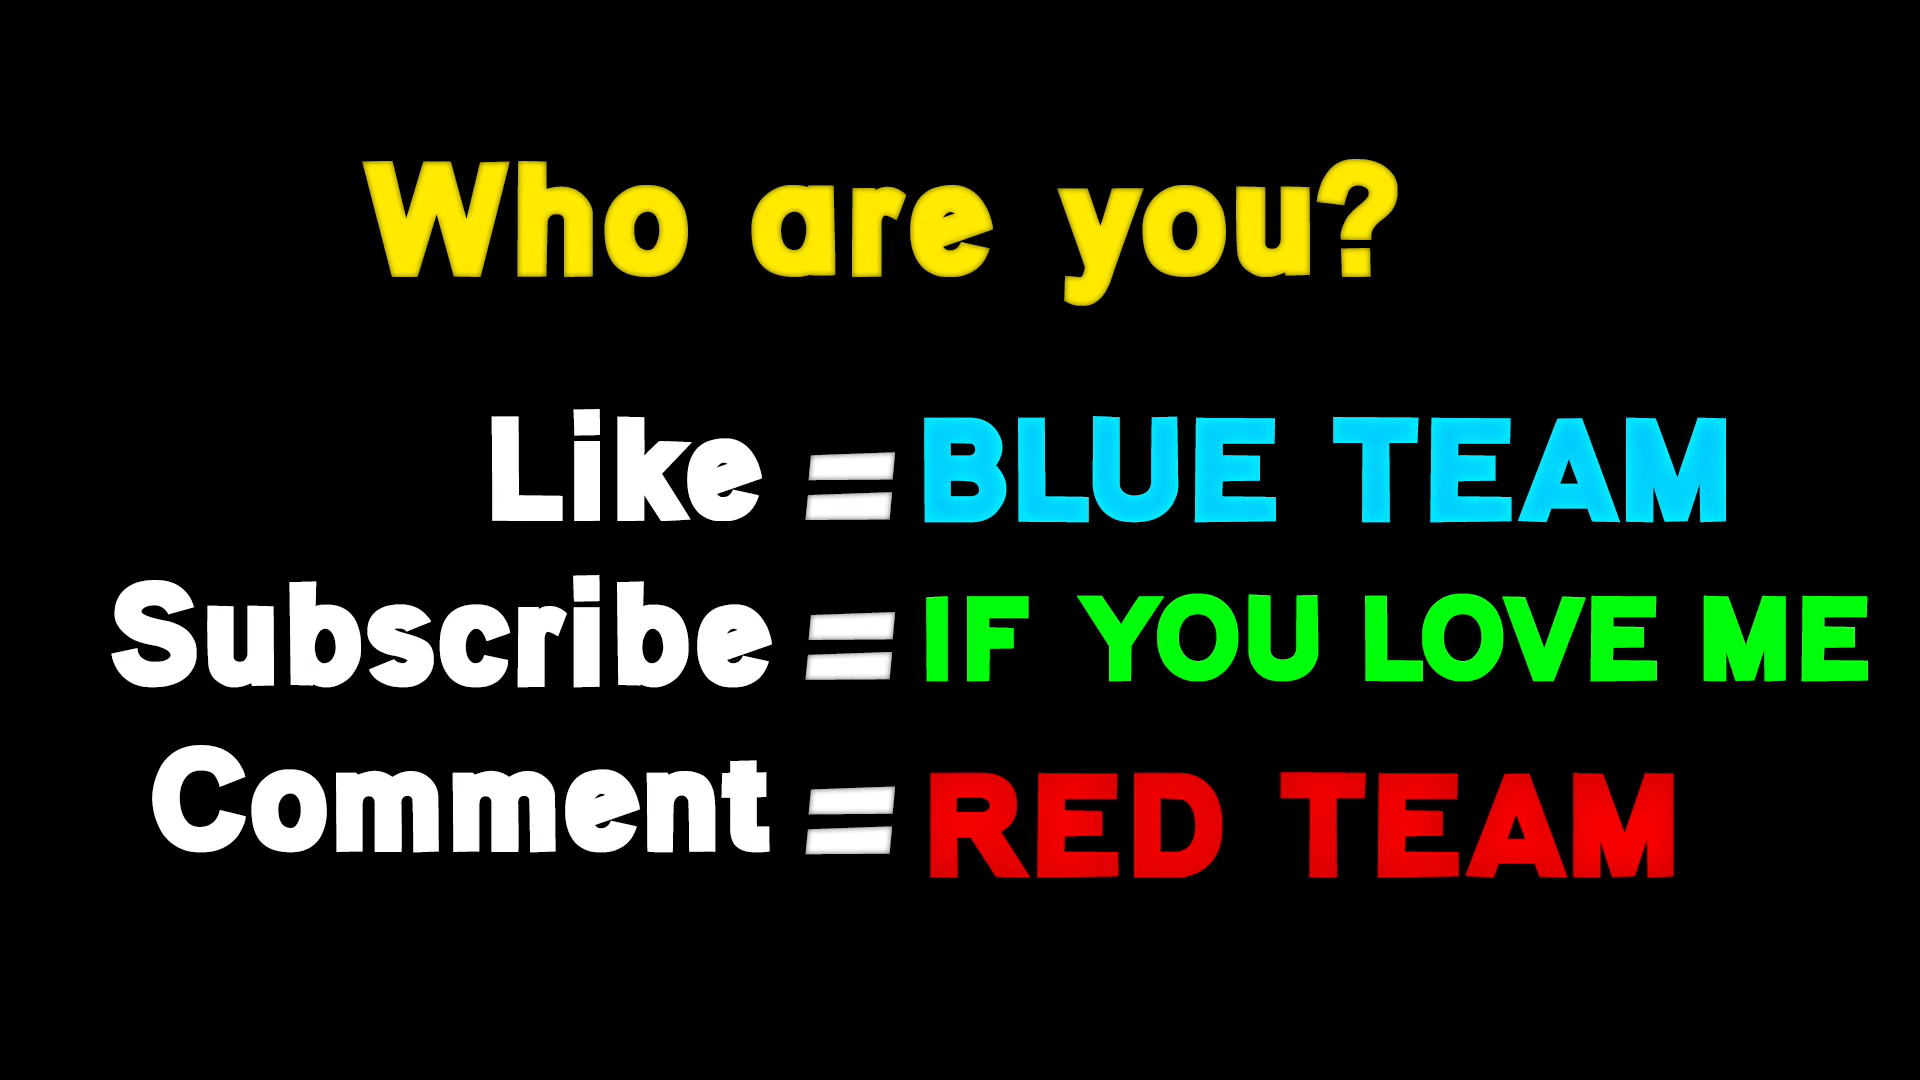 Who are you?
Like = BLUE TEAM
Subscribe = IF YOU LOVE ME
Comment = RED TEAM